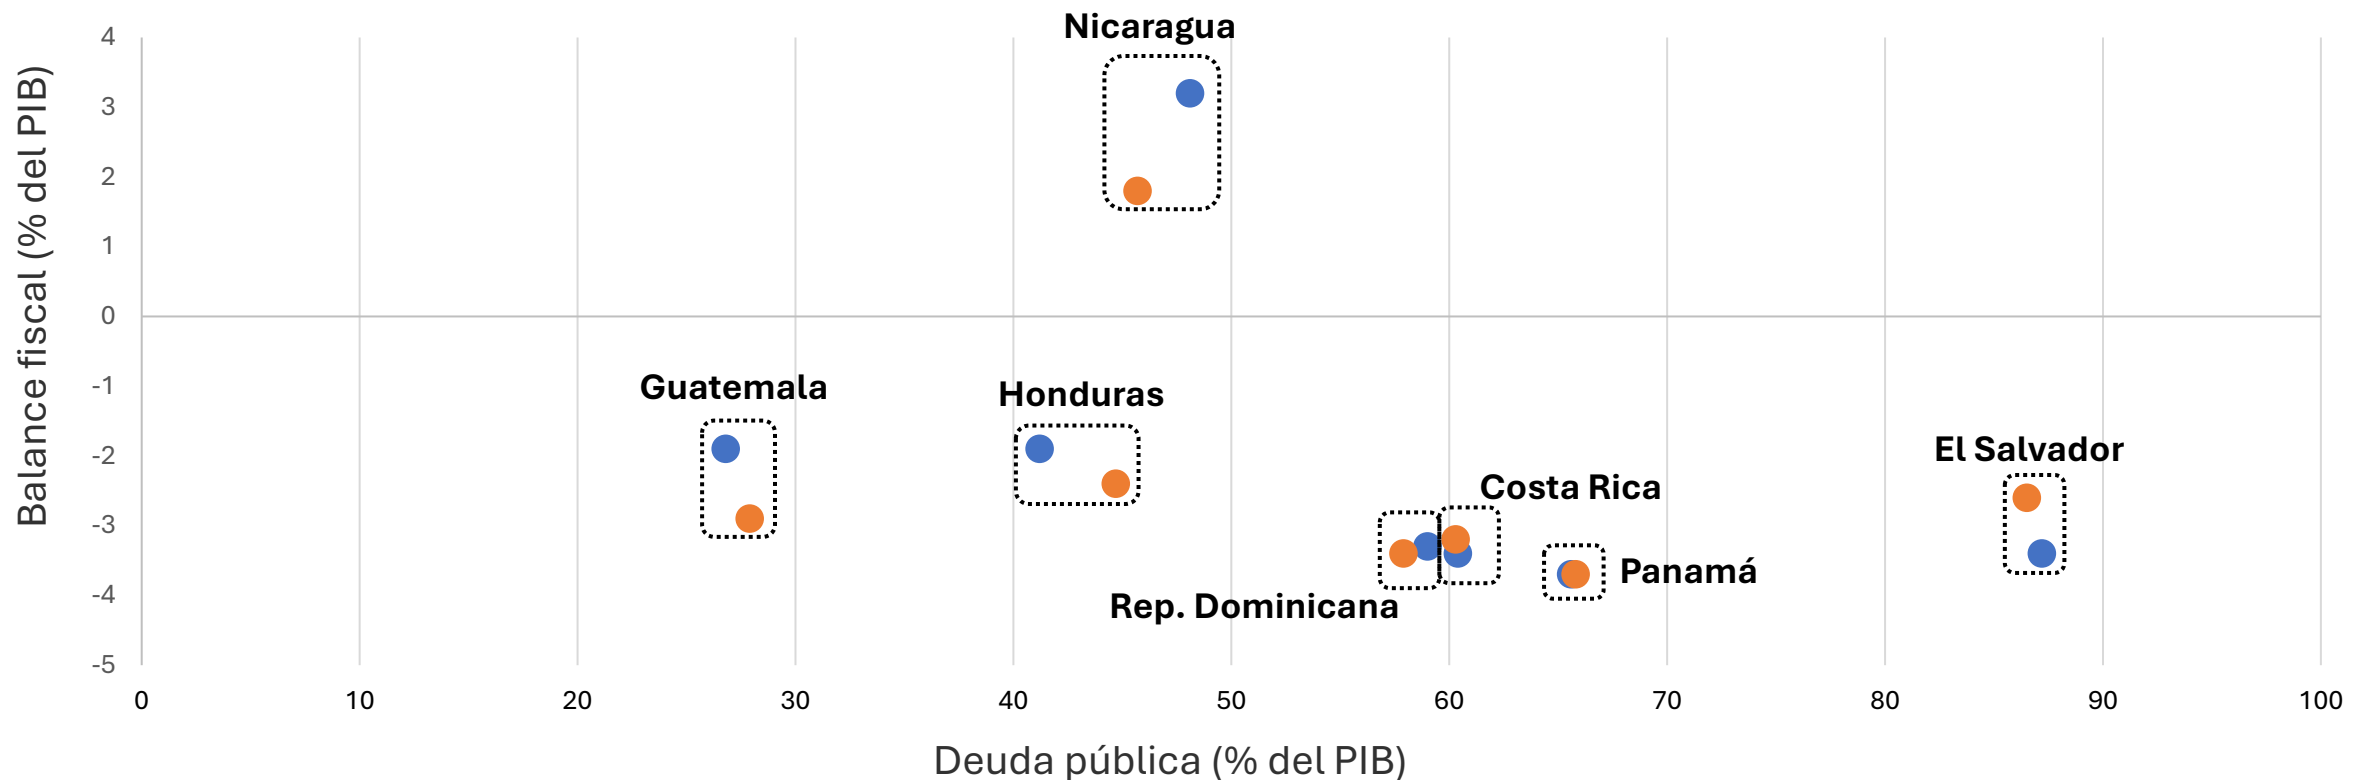 Nicaragua
4
3
2
1
0
-1
-2
-3
-4
-5
Balance fiscal (% del PIB)
Guatemala
Honduras
El Salvador
Costa Rica
Panamá
Rep. Dominicana
0 10 20 30 40 50 60 70 80 90 100
Deuda pública (% del PIB)